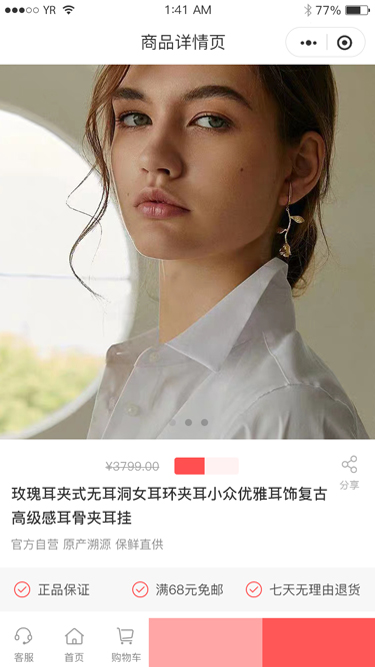 YR 1:41 AM 77%
商品详情页
¥3799.00
分享
玫瑰耳夹式无耳洞女耳环夹耳小众优雅耳饰复古
高级感耳骨夹耳挂
官方自营 原产溯源 保鲜直供
正品保证 满68元免邮 七天无理由退货
客服 首页 购物车